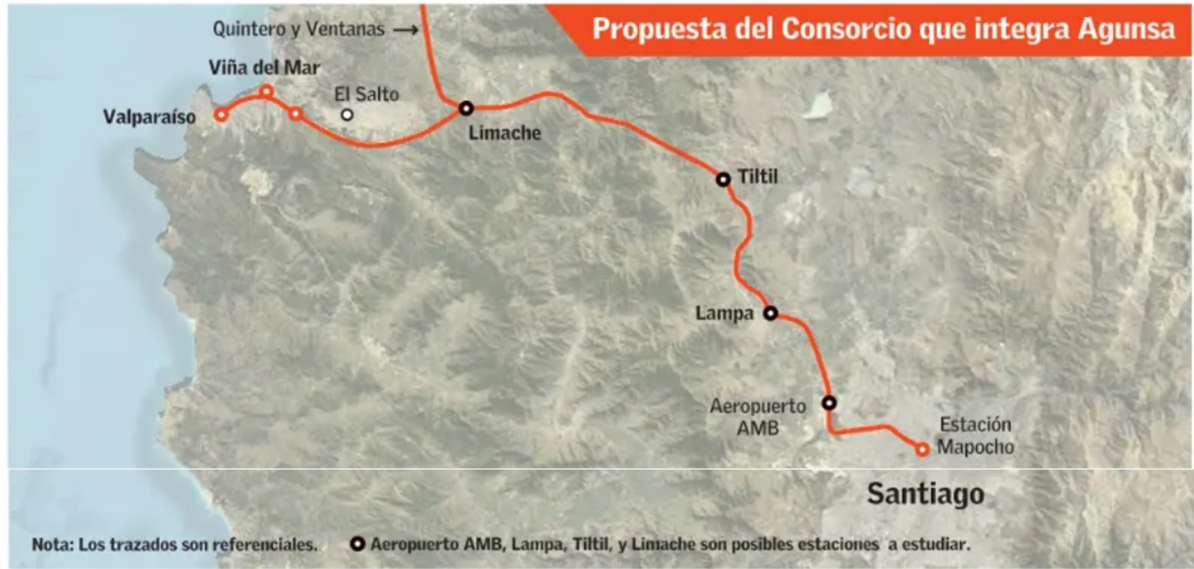 Propuesta del Consorcio que integra Agunsa
Quintero y Ventanas →
Viña del Mar
El Salto
Valparaíso
Limache
Tiltil
Lampa
Aeropuerto
AMB
Estación
Mapocho
Santiago
Nota: Los trazados son referenciales.
Aeropuerto AMB, Lampa, Tiltil, y Limache son posibles estaciones a estudiar.